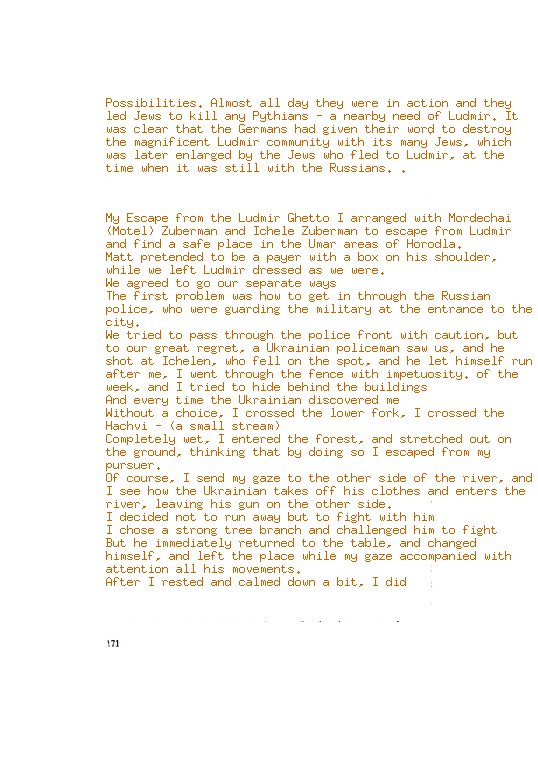 Possibilities. Almost all day they were in action and they
led Jews to kill any Pythians - a nearby need of Ludmir. It
was clear that the Germans had given their word to destroy
the magnificent Ludmir community with its many Jews, which
was later enlarged by the Jews who fled to Ludmir, at the
time when it was still with the Russians. .
My Escape from the Ludmir Ghetto I arranged with Mordechai
(Motel) Zuberman and Ichele Zuberman to escape from Ludmir
and find a safe place in the Umar areas of Horodla.
Matt pretended to be a payer with a box on his shoulder,
while we left Ludmir dressed as we were.
We agreed to go our separate ways
The first problem was how to get in through the Russian
police, who were guarding the military at the entrance to the
city.
We tried to pass through the police front with caution, but
to our great regret, a Ukrainian policeman saw us, and he
shot at Ichelen, who fell on the spot, and he let himself run
after me, I went through the fence with impetuosity. of the
week, and I tried to hide behind the buildings
And every time the Ukrainian discovered me
Without a choice, I crossed the lower fork, I crossed the
Hachvi - (a small stream)
Completely wet, I entered the forest, and stretched out on
the ground, thinking that by doing so I escaped from my
pursuer.
Of course, I send my gaze to the other side of the river, and
I see how the Ukrainian takes off his clothes and enters the
river, leaving his gun on the other side.
I decided not to run away but to fight with him
I chose a strong tree branch and challenged him to fight
But he immediately returned to the table, and changed
himself, and left the place while my gaze accompanied with
attention all his movements.
After I rested and calmed down a bit, I did
171